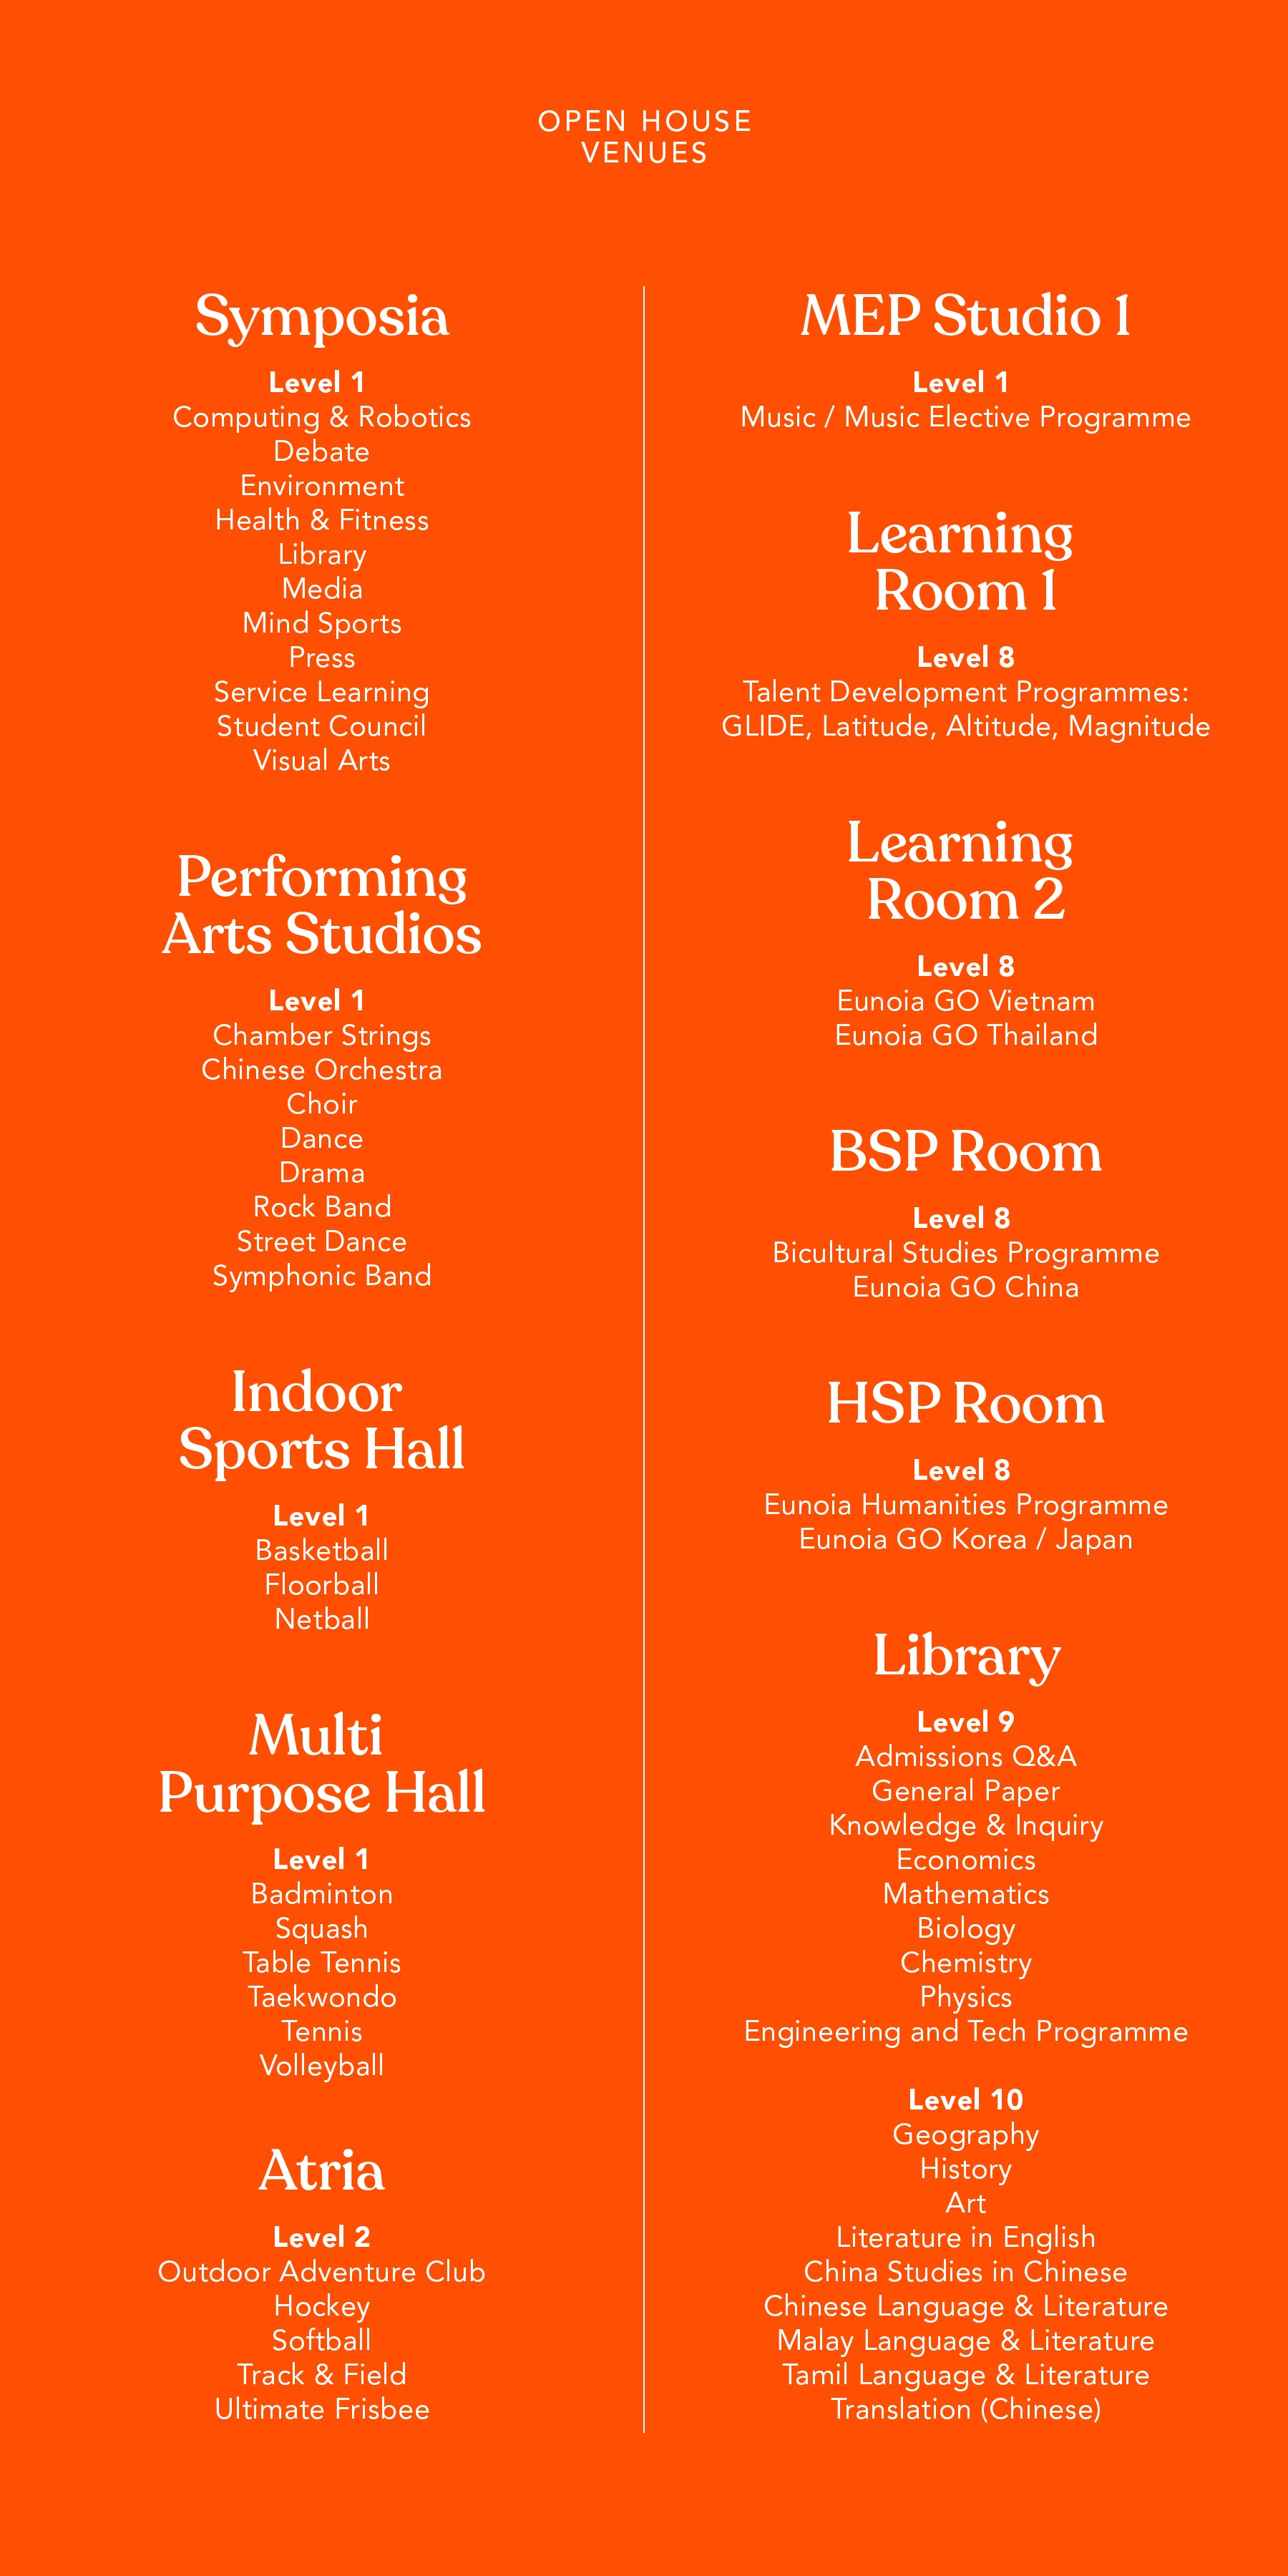 OPEN HOUSE
VENUES
Symposia
Level 1
Computing & Robotics
Debate
Environment
Health & Fitness
Library
Media
Mind Sports
Press
Service Learning
Student Council
Visual Arts
Performing
Arts Studios
Level 1
Chamber Strings
Chinese Orchestra
Choir
Dance
Drama
Rock Band
Street Dance
Symphonic Band
Indoor
Sports Hall
Level 1
Basketball
Floorball
Netball
Multi
Purpose Hall
Level 1
Badminton
Squash
Table Tennis
Taekwondo
Tennis
Volleyball
Atria
Level 2
Outdoor Adventure Club
Hockey
Softball
Track & Field
Ultimate Frisbee
MEP Studio 1
Level 1
Music / Music Elective Programme
Learning
Room 1
Level 8
Talent Development Programmes:
GLIDE, Latitude, Altitude, Magnitude
Learning
Room 2
Level 8
Eunoia GO Vietnam
Eunoia GO Thailand
BSP Room
Level 8
Bicultural Studies Programme
Eunoia GO China
HSP Room
Level 8
Eunoia Humanities Programme
Eunoia GO Korea / Japan
Library
Level 9
Admissions Q&A
General Paper
Knowledge & Inquiry
Economics
Mathematics
Biology
Chemistry
Physics
Engineering and Tech Programme
Level 10
Geography
History
Art
Literature in English
China Studies in Chinese
Chinese Language & Literature
Malay Language & Literature
Tamil Language & Literature
Translation (Chinese)